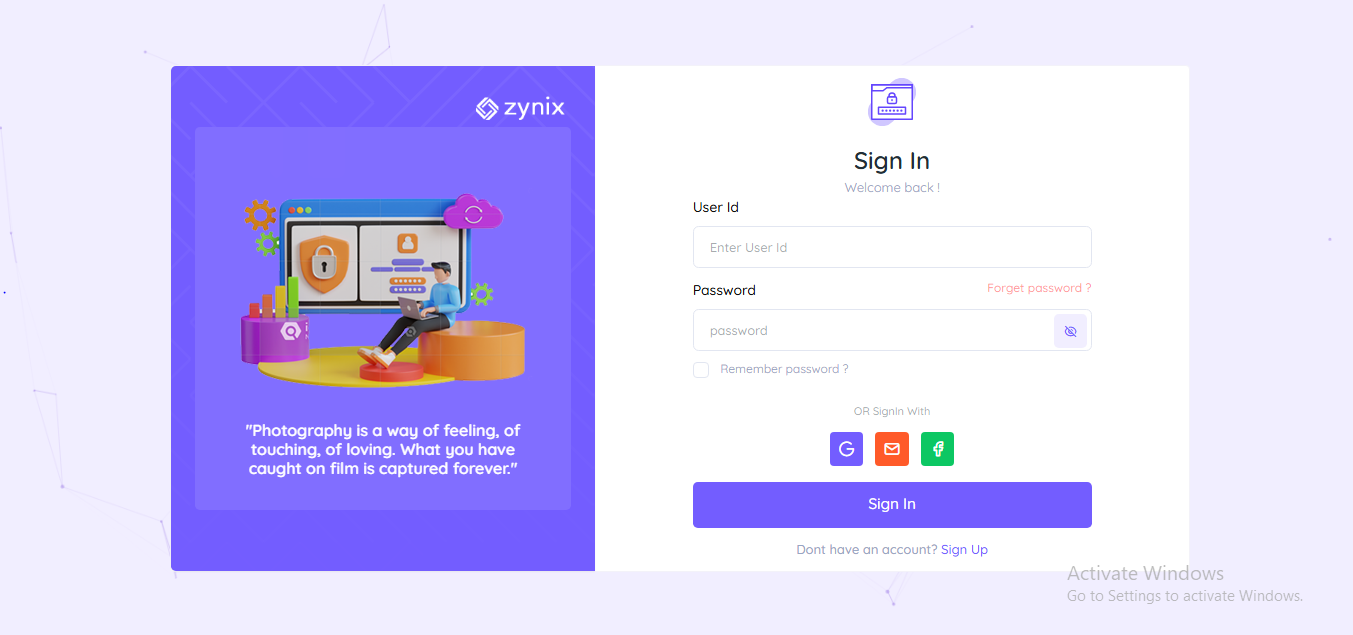 zynix
"Photography is a way of feeling, of
touching, of loving. What you have
caught on film is captured forever."
Sign In
Welcome back !
User Id
Enter User Id
Password
Forget password ?
password
Remember password ?
OR SignIn With
Sign In
Dont have an account? Sign Up
Activate Windows
Go to Settings to activate Windows.